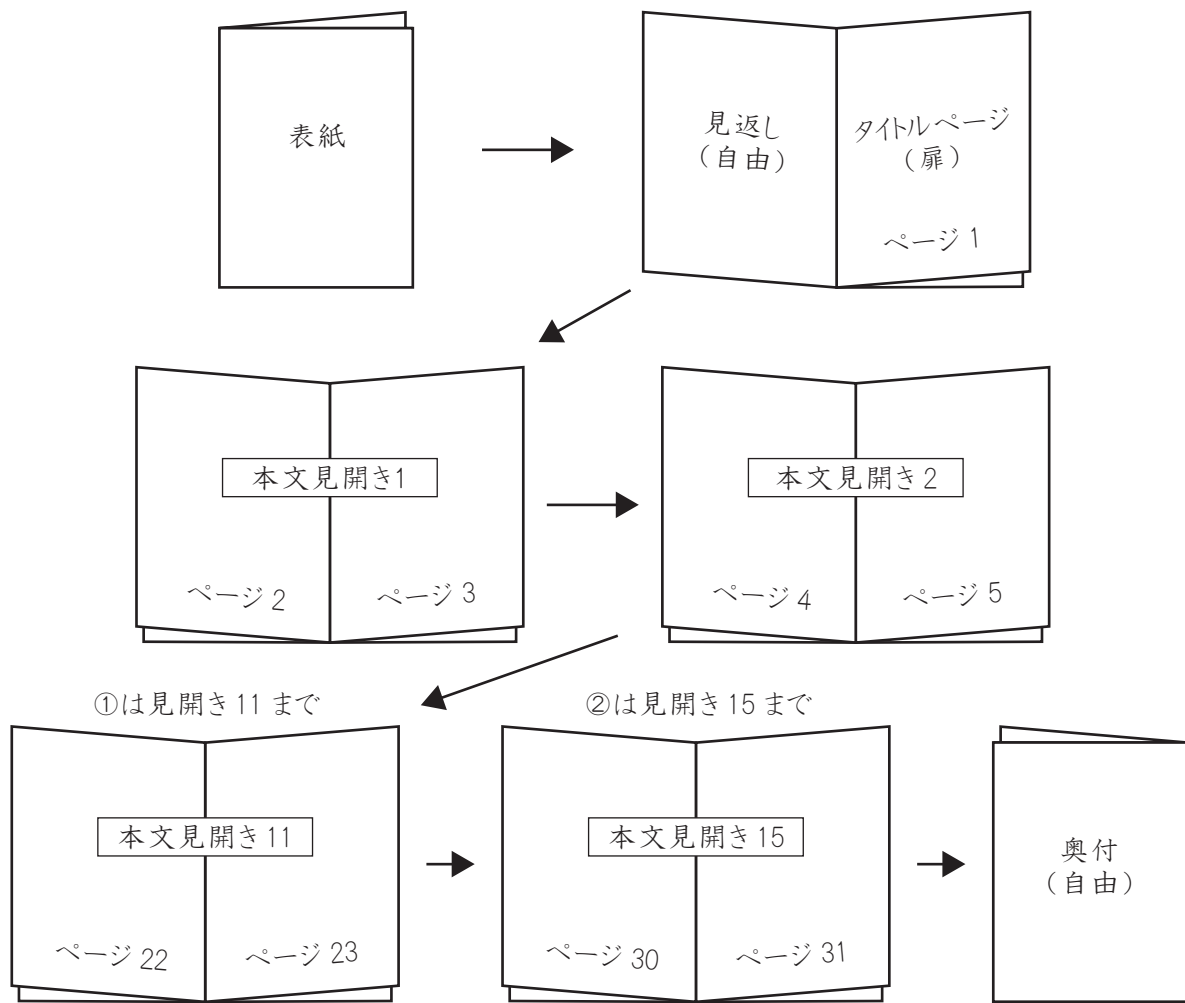 表紙
見返し
（自由）
タイトルページ
（扉）
ページ 1
本文見開き1
ページ 2
ページ 3
本文見開き 2
ページ 4
ページ 5
①は見開き 11 まで
本文見開き 11
ページ 22
ページ 23
②は見開き 15 まで
本文見開き 15
ページ 30
ページ 31
奥付
（自由）